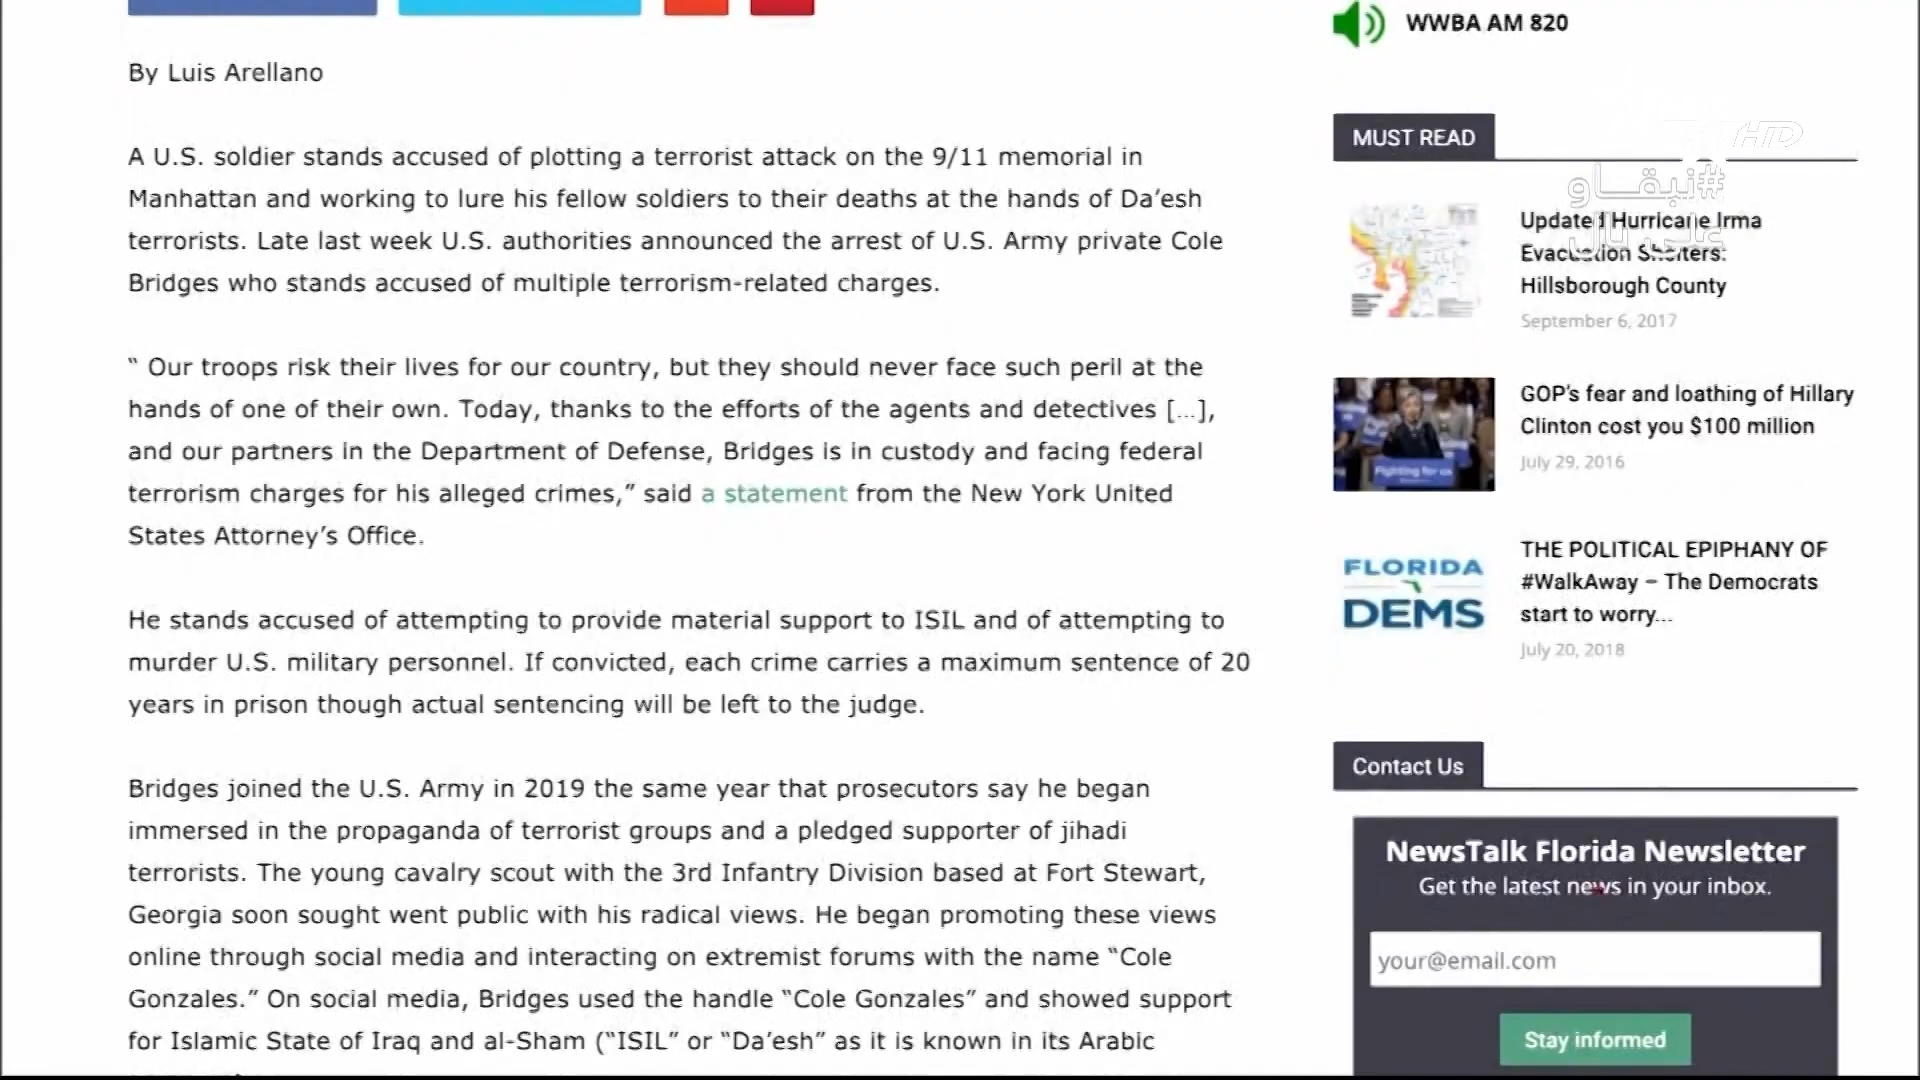 WWBA AM 820
By Luis Arellano
A U.S. soldier stands accused of plotting a terrorist attack on the 9/11 memorial in
Manhattan and working to lure his fellow soldiers to their deaths at the hands of Da’esh
terrorists. Late last week U.S. authorities announced the arrest of U.S. Army private Cole
Bridges who stands accused of multiple terrorism-related charges.
“ Our troops risk their lives for our country, but they should never face such peril at the
hands of one of their own. Today, thanks to the efforts of the agents and detectives [...],
and our partners in the Department of Defense, Bridges is in custody and facing federal
terrorism charges for his alleged crimes,” said a statement from the New York United
States Attorney’s Office.
He stands accused of attempting to provide material support to ISIL and of attempting to
murder U.S. military personnel. If convicted, each crime carries a maximum sentence of 20
years in prison though actual sentencing will be left to the judge.
Bridges joined the U.S. Army in 2019 the same year that prosecutors say he began
immersed in the propaganda of terrorist groups and a pledged supporter of jihadi
terrorists. The young cavalry scout with the 3rd Infantry Division based at Fort Stewart,
Georgia soon sought went public with his radical views. He began promoting these views
online through social media and interacting on extremist forums with the name “Cole
Gonzales.” On social media, Bridges used the handle “Cole Gonzales” and showed support
for Islamic State of Iraq and al-Sham (“ISIL” or “Da’esh” as it is known in its Arabic
MUST READ
HD
#نبقاو
على بال
Updated Hurricane Irma
Evacuation Shelters:
Hillsborough County
September 6, 2017
GOP’s fear and loathing of Hillary
Clinton cost you $100 million
July 29, 2016
Fighting for us
FLORIDA
DEMS
THE POLITICAL EPIPHANY OF
#WalkAway – The Democrats
start to worry...
July 20, 2018
Contact Us
NewsTalk Florida Newsletter
Get the latest news in your inbox.
your@email.com
Stay informed